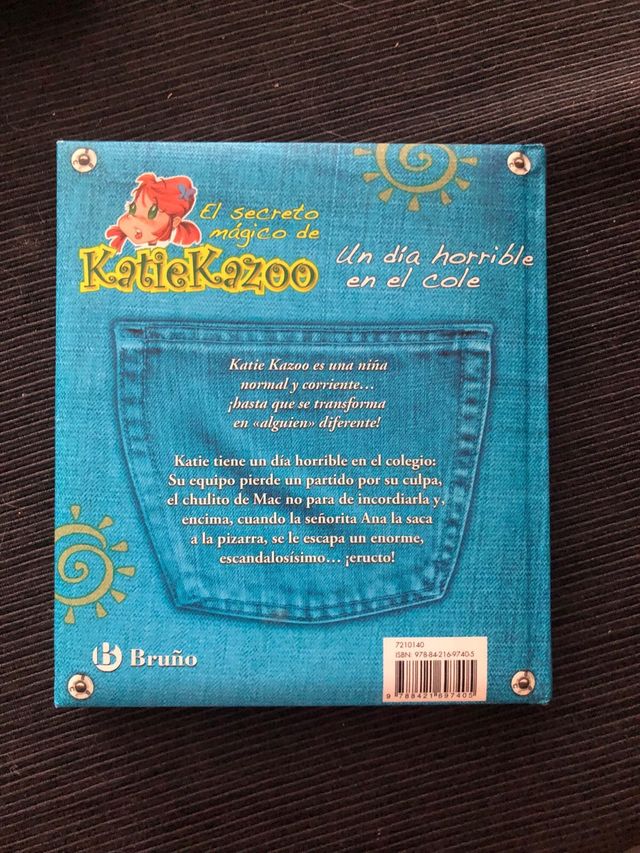 El secreto
mágico de
KatieKazoo
Un día horrible
en el cole
Katie Kazoo es una niña
normal y corriente...
¡hasta que se transforma
en «alguien» diferente!
Katie tiene un día horrible en el colegio:
Su equipo pierde un partido por su culpa,
el chulito de Mac no para de incordiarla y,
encima, cuando la señorita Ana la saca
a la pizarra, se le escapa un enorme,
escandalosísimo... ¡eructo!
B Bruño
7210140
ISBN: 978-84-216-9740-5
9 788421 697405